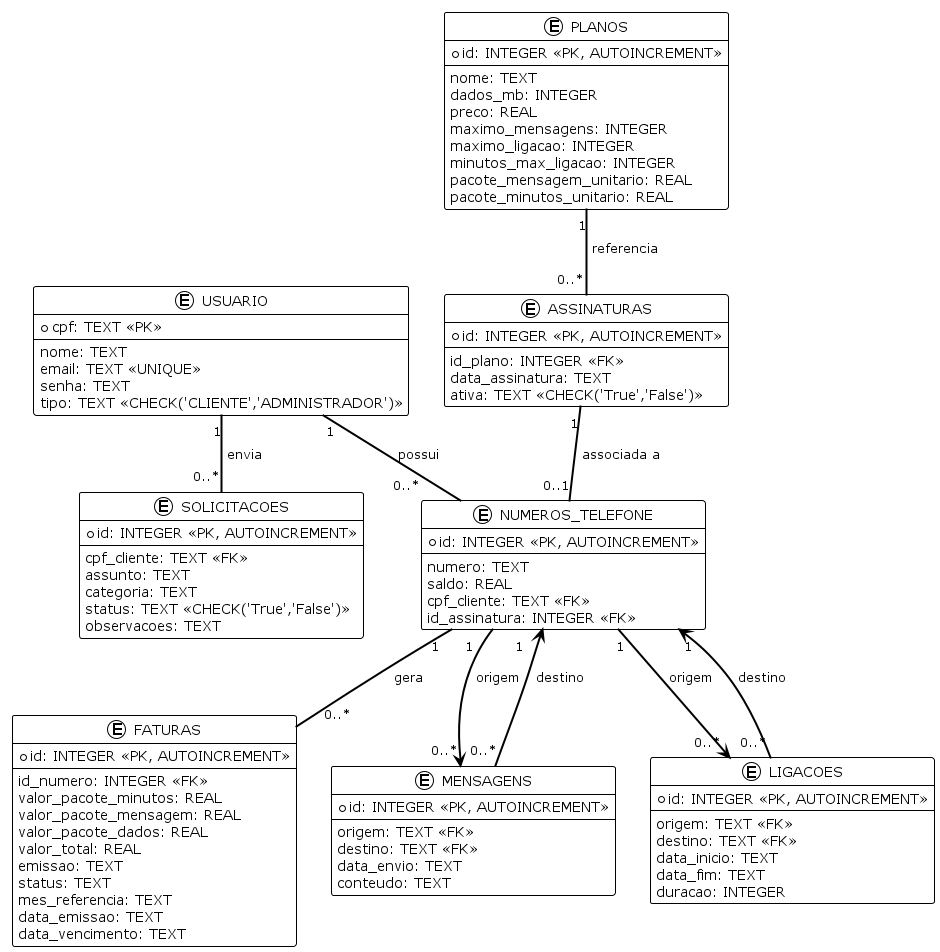 E PLANOS
id: INTEGER «PK, AUTOINCREMENT»
nome: TEXT
dados_mb: INTEGER
preco: REAL
maximo_mensagens: INTEGER
maximo_ligacao: INTEGER
minutos_max_ligacao: INTEGER
pacote_mensagem_unitario: REAL
pacote_minutos_unitario: REAL
1
referencia
0..*
E USUARIO
cpf: TEXT «PK»
nome: TEXT
email: TEXT «UNIQUE»
senha: TEXT
tipo: TEXT «CHECK('CLIENTE','ADMINISTRADOR')»
E ASSINATURAS
id: INTEGER «PK, AUTOINCREMENT»
id_plano: INTEGER «FK»
data_assinatura: TEXT
ativa: TEXT «CHECK('True','False')»
1
envia
0..*
1
possui
0..*
1
associada a
0..1
E SOLICITACOES
id: INTEGER «PK, AUTOINCREMENT»
cpf_cliente: TEXT «FK»
assunto: TEXT
categoria: TEXT
status: TEXT «CHECK('True','False')»
observacoes: TEXT
E NUMEROS_TELEFONE
id: INTEGER «PK, AUTOINCREMENT»
numero: TEXT
saldo: REAL
cpf_cliente: TEXT «FK»
id_assinatura: INTEGER «FK»
1
gera
0..*
1
origem
0..*
1
destino
0..*
1
origem
0..*
1
destino
0..*
E FATURAS
id: INTEGER «PK, AUTOINCREMENT»
id_numero: INTEGER «FK»
valor_pacote_minutos: REAL
valor_pacote_mensagem: REAL
valor_pacote_dados: REAL
valor_total: REAL
emissao: TEXT
status: TEXT
mes_referencia: TEXT
data_emissao: TEXT
data_vencimento: TEXT
E MENSAGENS
id: INTEGER «PK, AUTOINCREMENT»
origem: TEXT «FK»
destino: TEXT «FK»
data_envio: TEXT
conteudo: TEXT
E LIGACOES
id: INTEGER «PK, AUTOINCREMENT»
origem: TEXT «FK»
destino: TEXT «FK»
data_inicio: TEXT
data_fim: TEXT
duracao: INTEGER